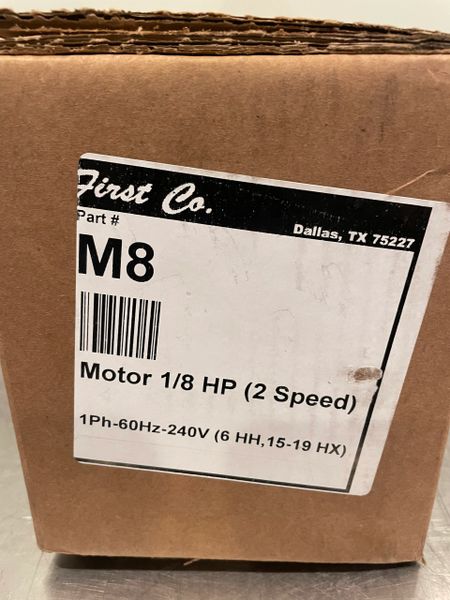 First Co.
Part #
Dallas, TX 75227
M8
Motor 1/8 HP (2 Speed)
1Ph-60Hz-240V (6 HH,15-19 HX)